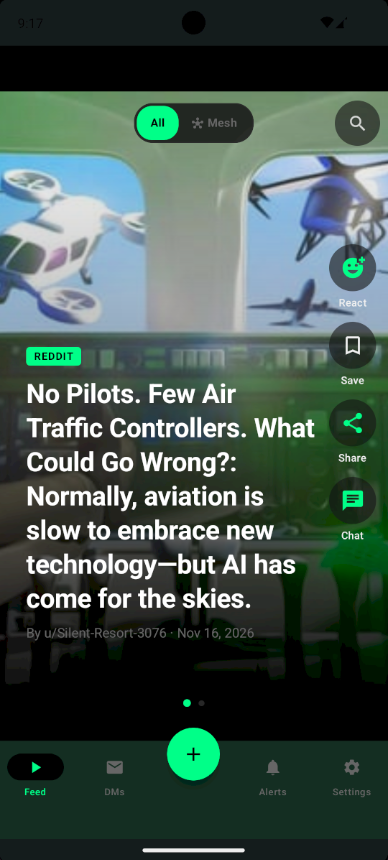 9:17
All
Mesh
React
Save
Share
Chat
REDDIT
No Pilots. Few Air
Traffic Controllers. What
Could Go Wrong?:
Normally, aviation is
slow to embrace new
technology—but AI has
come for the skies.
By u/Silent-Resort-3076 · Nov 16, 2026
Feed
DMs
Alerts
Settings